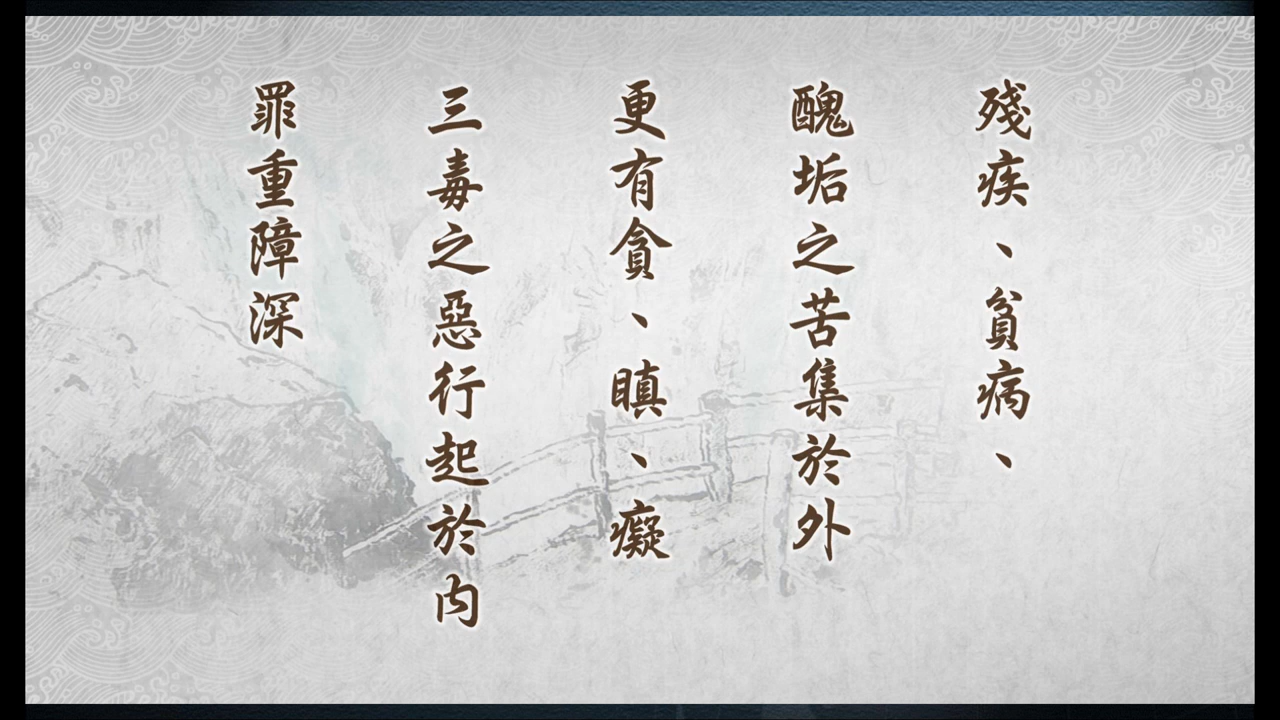 殘疾、貧病、
醜垢之苦集於外
更有貪、瞋、癡
三毒之惡行起於內
罪重障深